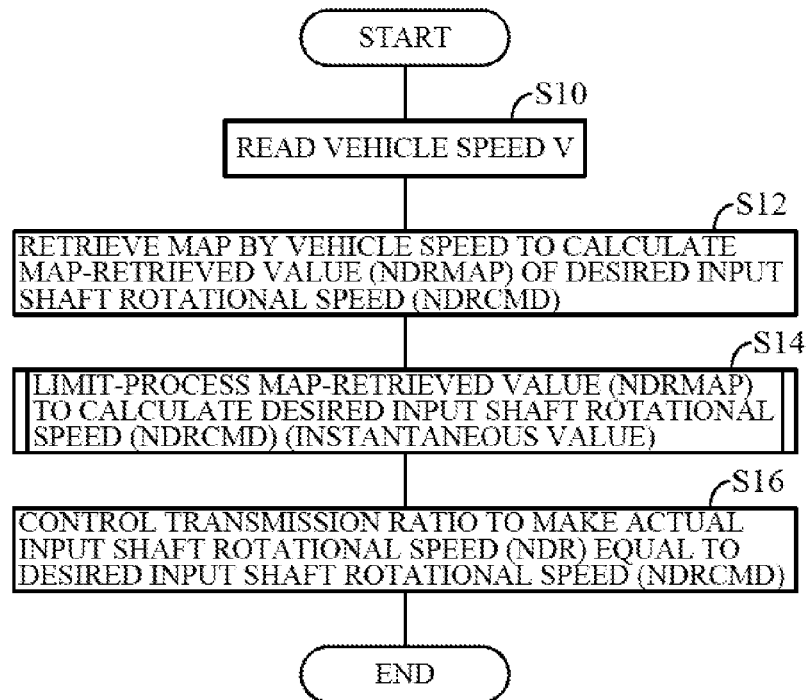 START
S10
READ VEHICLE SPEED V
S12
RETRIEVE MAP BY VEHICLE SPEED TO CALCULATE
MAP-RETRIEVED VALUE (NDRMAP) OF DESIRED INPUT
SHAFT ROTATIONAL SPEED (NDRCMD)
S14
LIMIT-PROCESS MAP-RETRIEVED VALUE (NDRMAP)
TO CALCULATE DESIRED INPUT SHAFT ROTATIONAL
SPEED (NDRCMD) (INSTANTANEOUS VALUE)
S16
CONTROL TRANSMISSION RATIO TO MAKE ACTUAL
INPUT SHAFT ROTATIONAL SPEED (NDR) EQUAL TO
DESIRED INPUT SHAFT ROTATIONAL SPEED (NDRCMD)
END